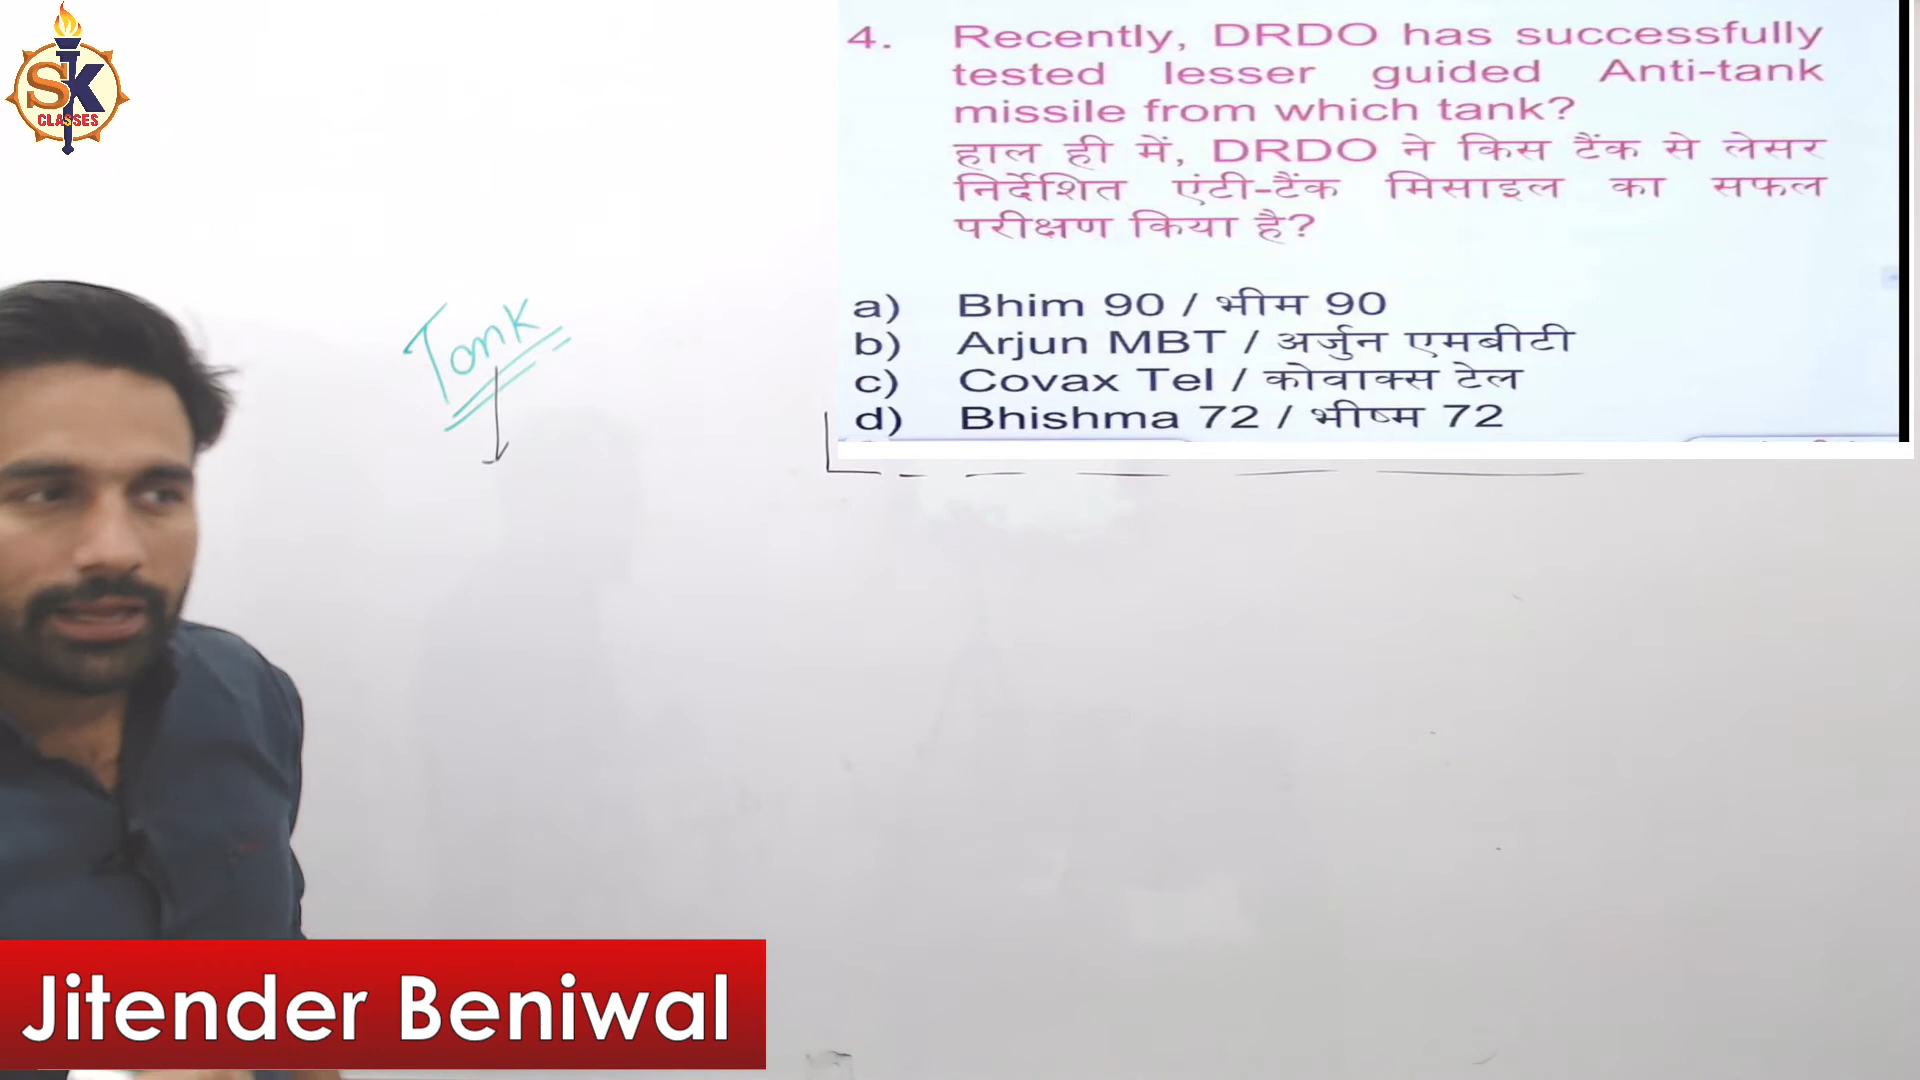 SK
CLASSES
4. Recently, DRDO has successfully
tested lesser guided Anti-tank
missile from which tank?
हाल ही में, DRDO ने किस टैंक से लेसर
निर्देशित एंटी-टैंक मिसाइल का सफल
परीक्षण किया है?
a) Bhim 90 / भीम 90
b) Arjun MBT / अर्जुन एमबीटी
c) Covax Tel / कोवाक्स टेल
d) Bhishma 72 / भीष्म 72
Tank
Jitender Beniwal